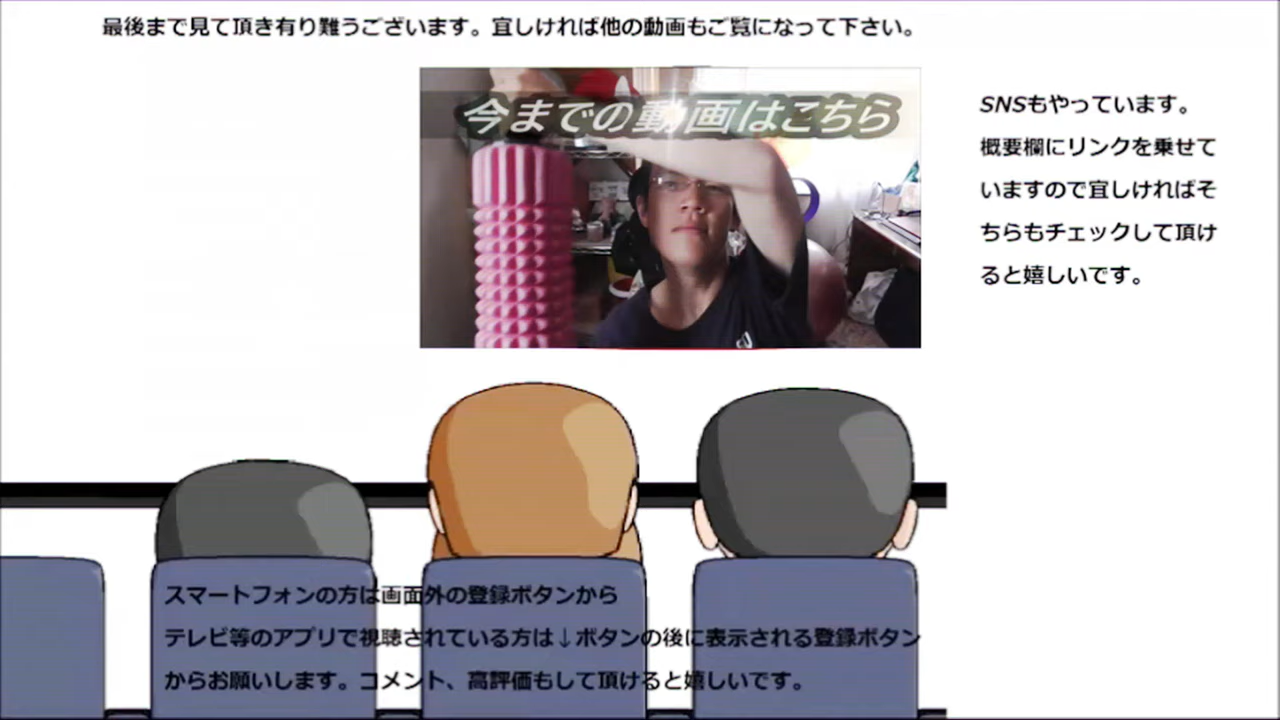 最後まで見て頂き有り難うございます。宜しければ他の動画もご覧になって下さい。
今までの動画はこちら
SNSもやっています。
概要欄にリンクを乗せて
いますので宜しければそ
ちらもチェックして頂け
ると嬉しいです。
スマートフォンの方は画面外の登録ボタンから
テレビ等のアプリで視聴されている方は↓ボタンの後に表示される登録ボタン
からお願いします。コメント、高評価もして頂けると嬉しいです。